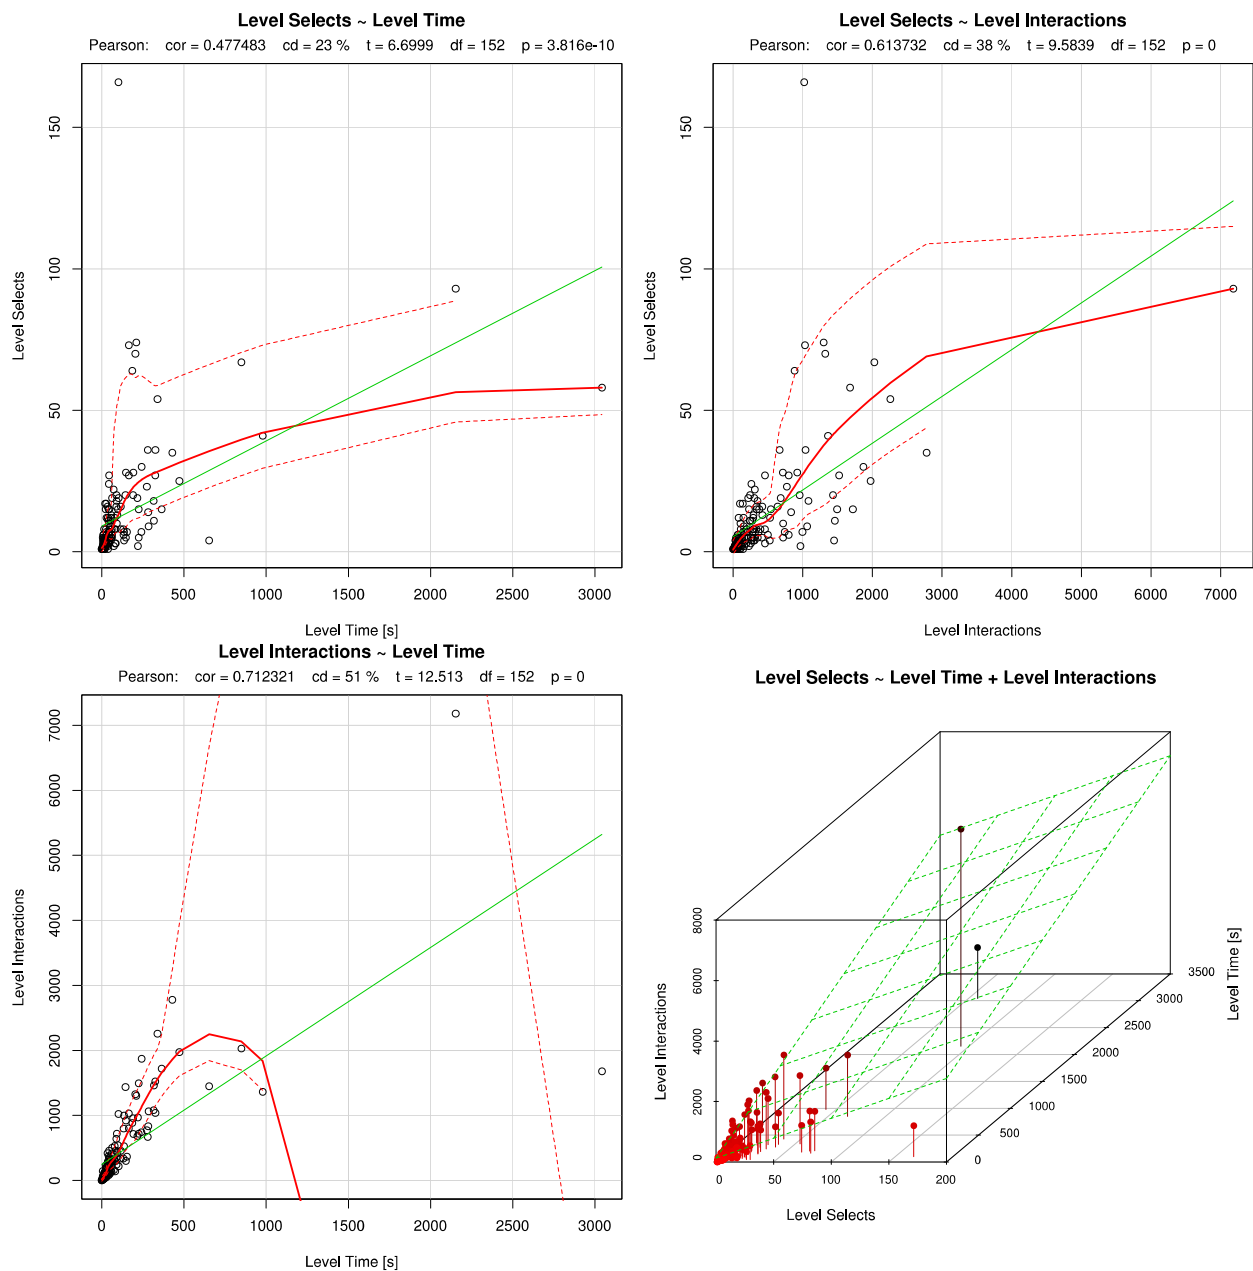 Level Selects ~ Level Time
Pearson: cor = 0.477483 cd = 23 % t = 6.6999 df = 152 p = 3.816e-10
150
100
50
0
Level Selects
0 500 1000 1500 2000 2500 3000
Level Time [s]
Level Selects ~ Level Interactions
Pearson: cor = 0.613732 cd = 38 % t = 9.5839 df = 152 p = 0
150
100
50
0
Level Selects
0 1000 2000 3000 4000 5000 6000 7000
Level Interactions
Level Interactions ~ Level Time
Pearson: cor = 0.712321 cd = 51 % t = 12.513 df = 152 p = 0
7000
6000
5000
4000
3000
2000
1000
0
Level Interactions
0 500 1000 1500 2000 2500 3000
Level Time [s]
Level Selects ~ Level Time + Level Interactions
8000
6000
4000
2000
0
Level Interactions
0 50 100 150 200
Level Selects
0
500
1000
1500
2000
2500
3000
3500
Level Time [s]